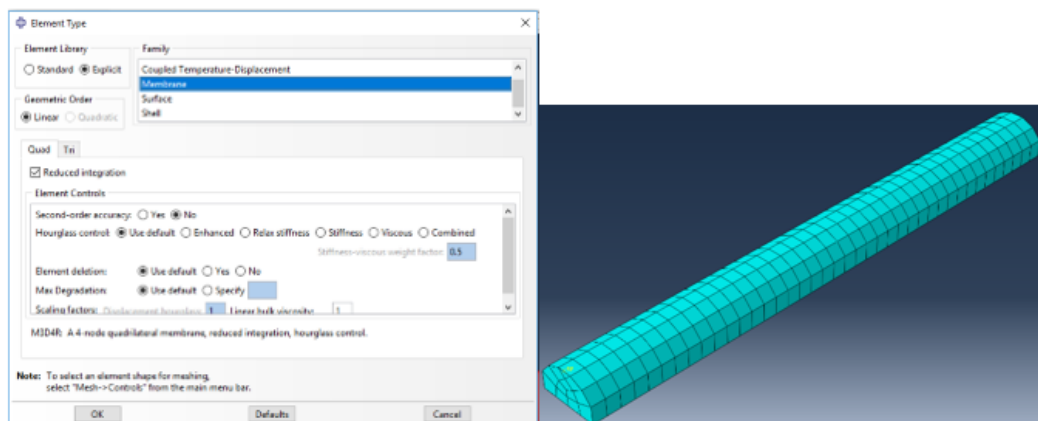 Element Type
Element Library
Standard Explicit
Family
Coupled Temperature-Displacement
Membrane
Surface
Shell
Geometric Order
Linear Quadratic
Quad Tri
Reduced integration
Element Controls
Second-order accuracy: Yes No
Hourglass control: Use default Enhanced Relax stiffness Stiffness Viscous Combined
Stiffness-viscous weight factor: 0.5
Element deletion: Use default Yes No
Max Degradation: Use default Specify
Scaling factors: Displacement hourglass: 1 Linear bulk viscosity: 1
M3D4R: A 4-node quadrilateral membrane, reduced integration, hourglass control.
Note: To select an element shape for meshing,
select "Mesh->Controls" from the main menu bar.
OK Defaults Cancel